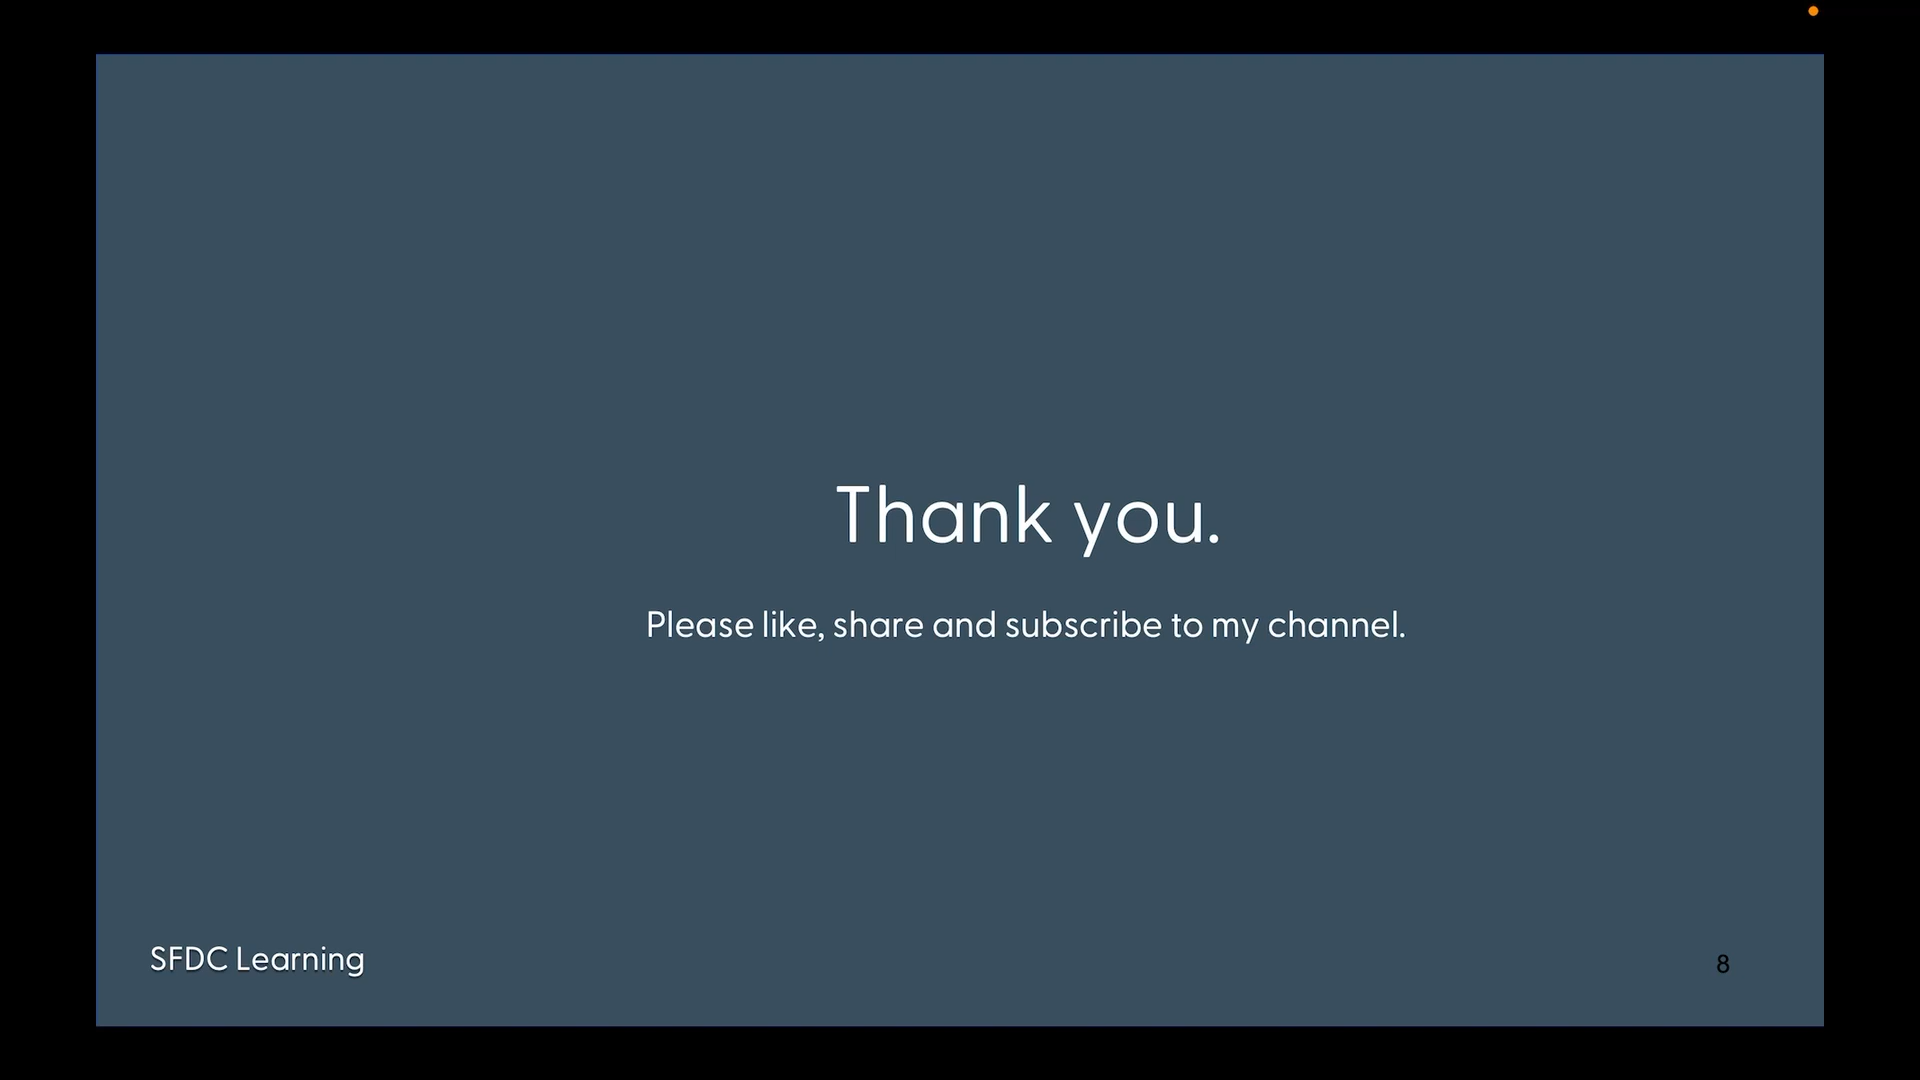 Thank you.
Please like, share and subscribe to my channel.
SFDC Learning
8